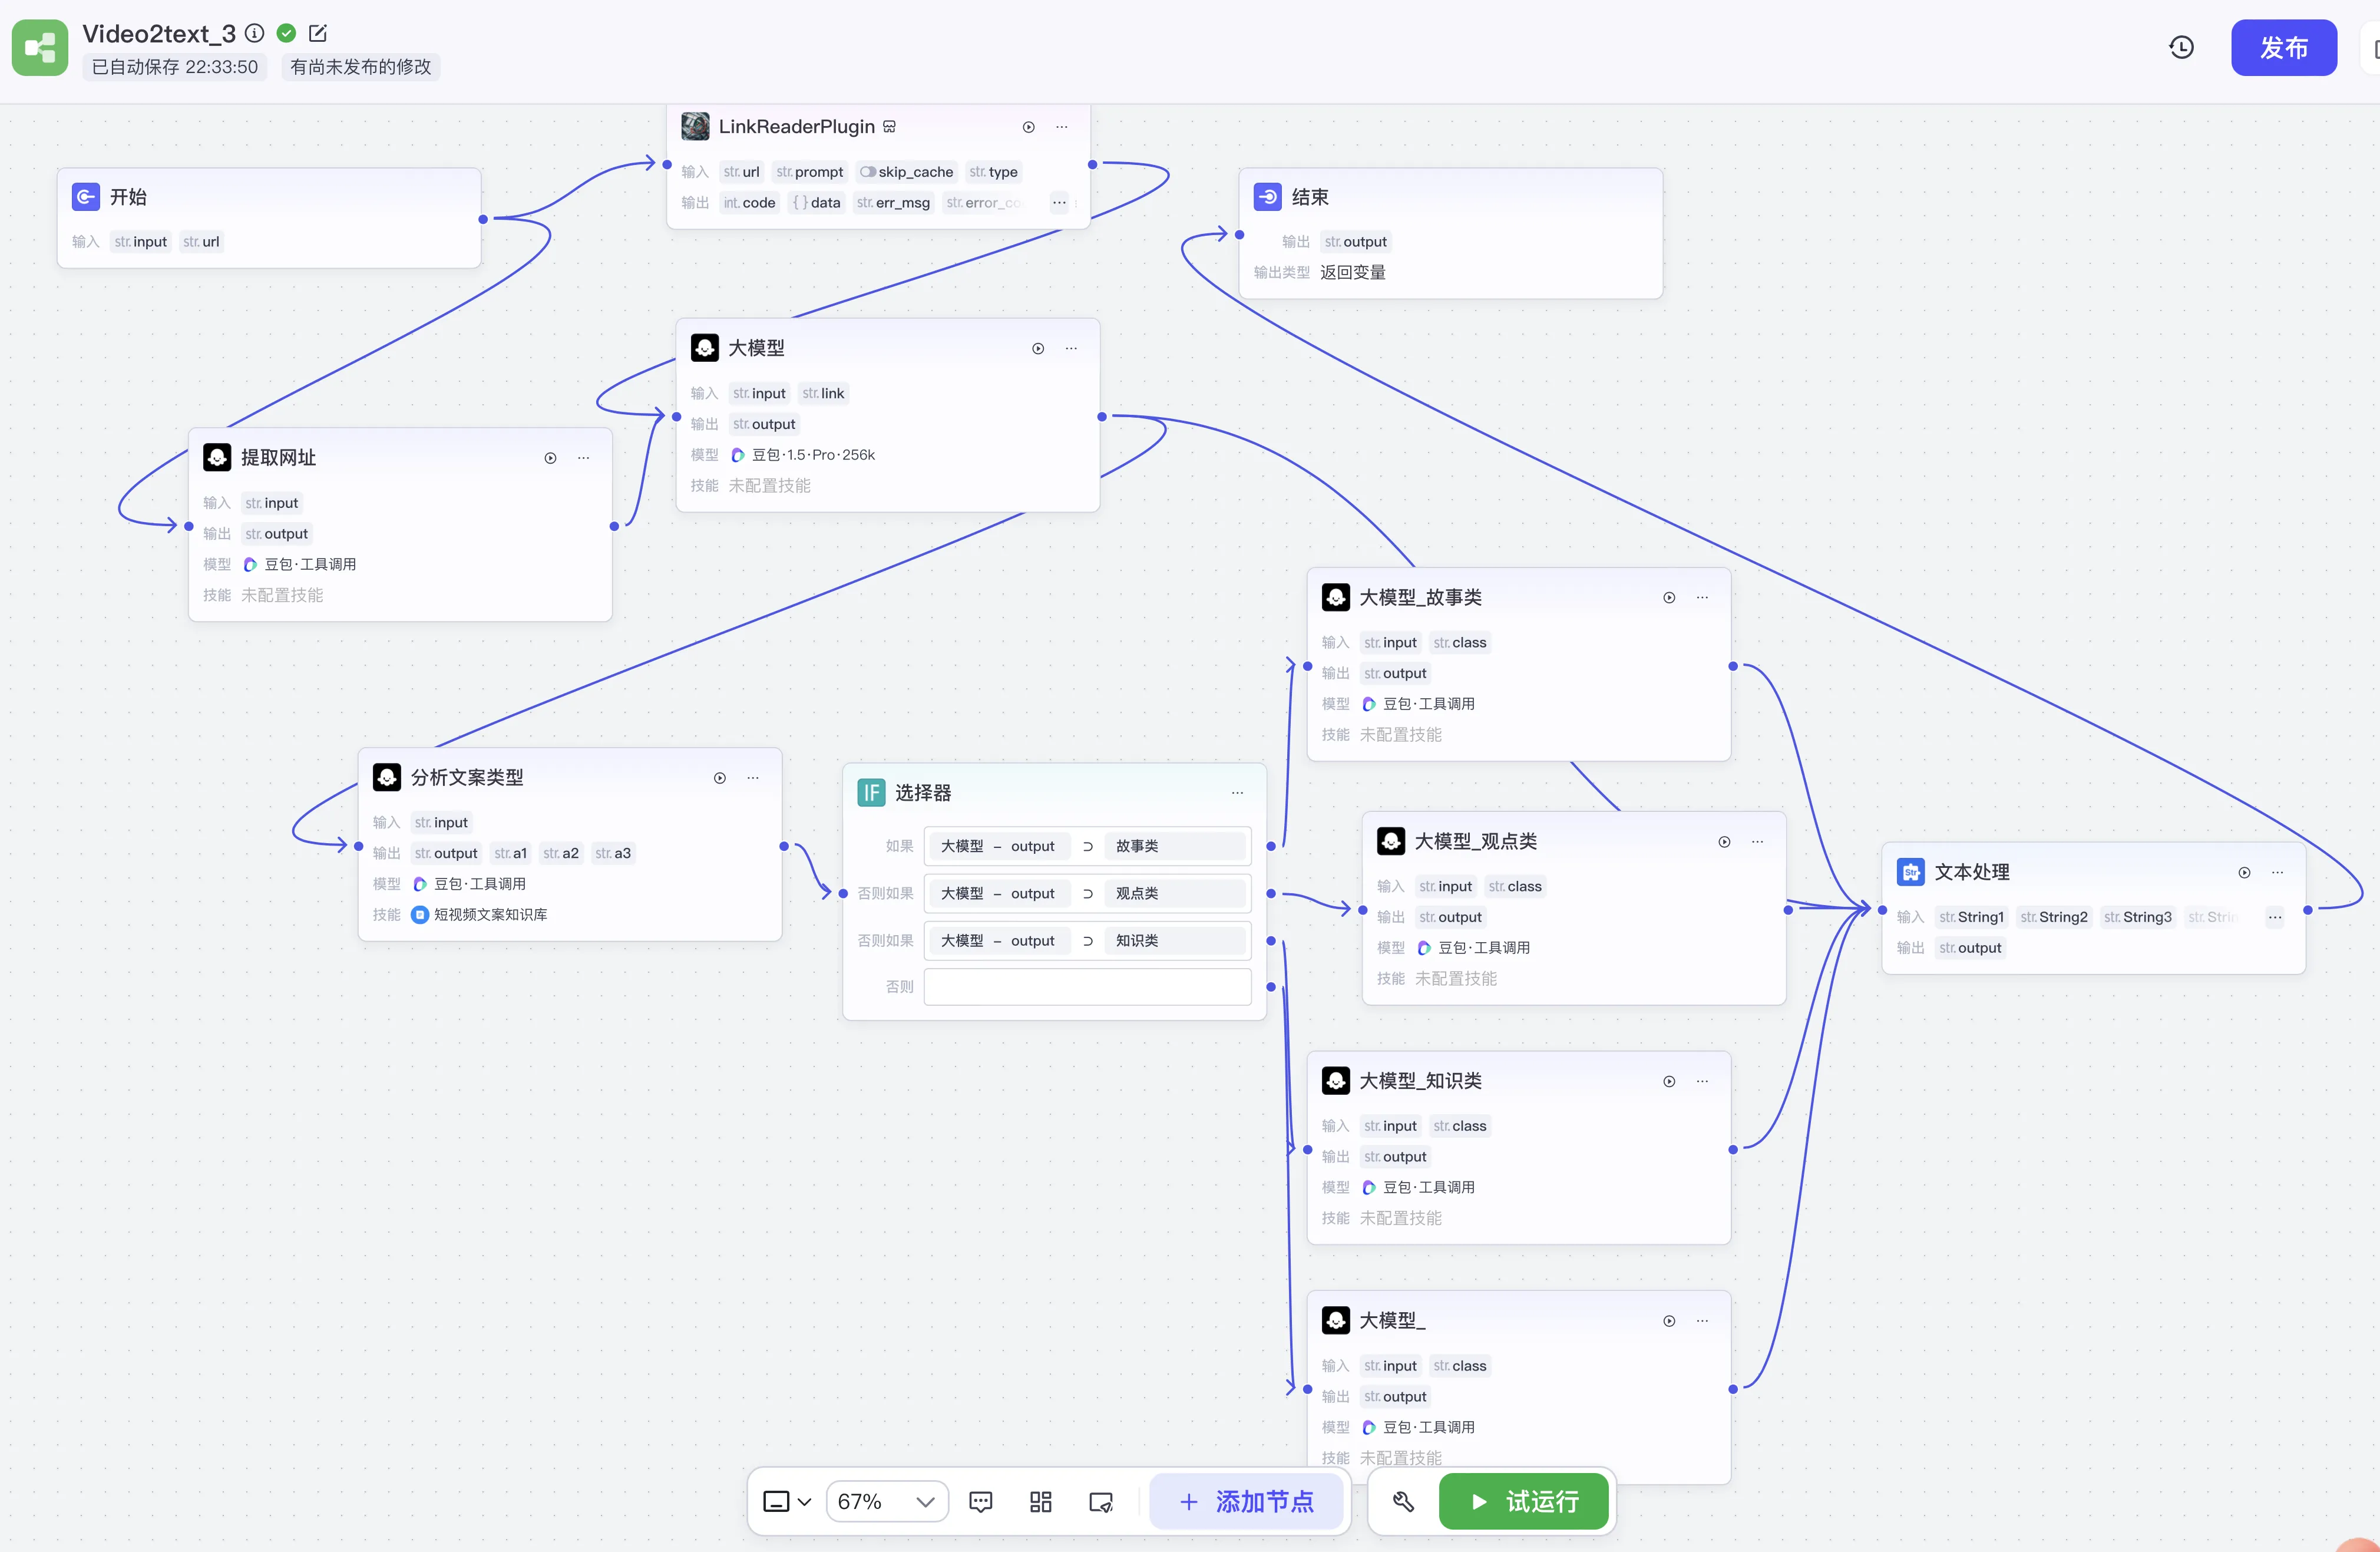 Video2text_3
已自动保存 22:33:50 有尚未发布的修改
发布
LinkReaderPlugin
输入 str. url str. prompt skip_cache str. type
输出 int. code {} data str. err_msg str. error_co ...
开始
输入 str. input str. url
结束
输出 str. output
输出类型 返回变量
大模型
输入 str. input str. link
输出 str. output
模型 豆包·1.5·Pro·256k
技能 未配置技能
提取网址
输入 str. input
输出 str. output
模型 豆包·工具调用
技能 未配置技能
分析文案类型
输入 str. input
输出 str. output str. a1 str. a2 str. a3
模型 豆包·工具调用
技能 短视频文案知识库
IF 选择器
如果 大模型 – output ⊃ 故事类
否则如果 大模型 – output ⊃ 观点类
否则如果 大模型 – output ⊃ 知识类
否则
大模型_故事类
输入 str. input str. class
输出 str. output
模型 豆包·工具调用
技能 未配置技能
大模型_观点类
输入 str. input str. class
输出 str. output
模型 豆包·工具调用
技能 未配置技能
大模型_知识类
输入 str. input str. class
输出 str. output
模型 豆包·工具调用
技能 未配置技能
大模型_
输入 str. input str. class
输出 str. output
模型 豆包·工具调用
技能 未配置技能
Str 文本处理
输入 str. String1 str. String2 str. String3 str. Strin ...
输出 str. output
67%
+ 添加节点
试运行